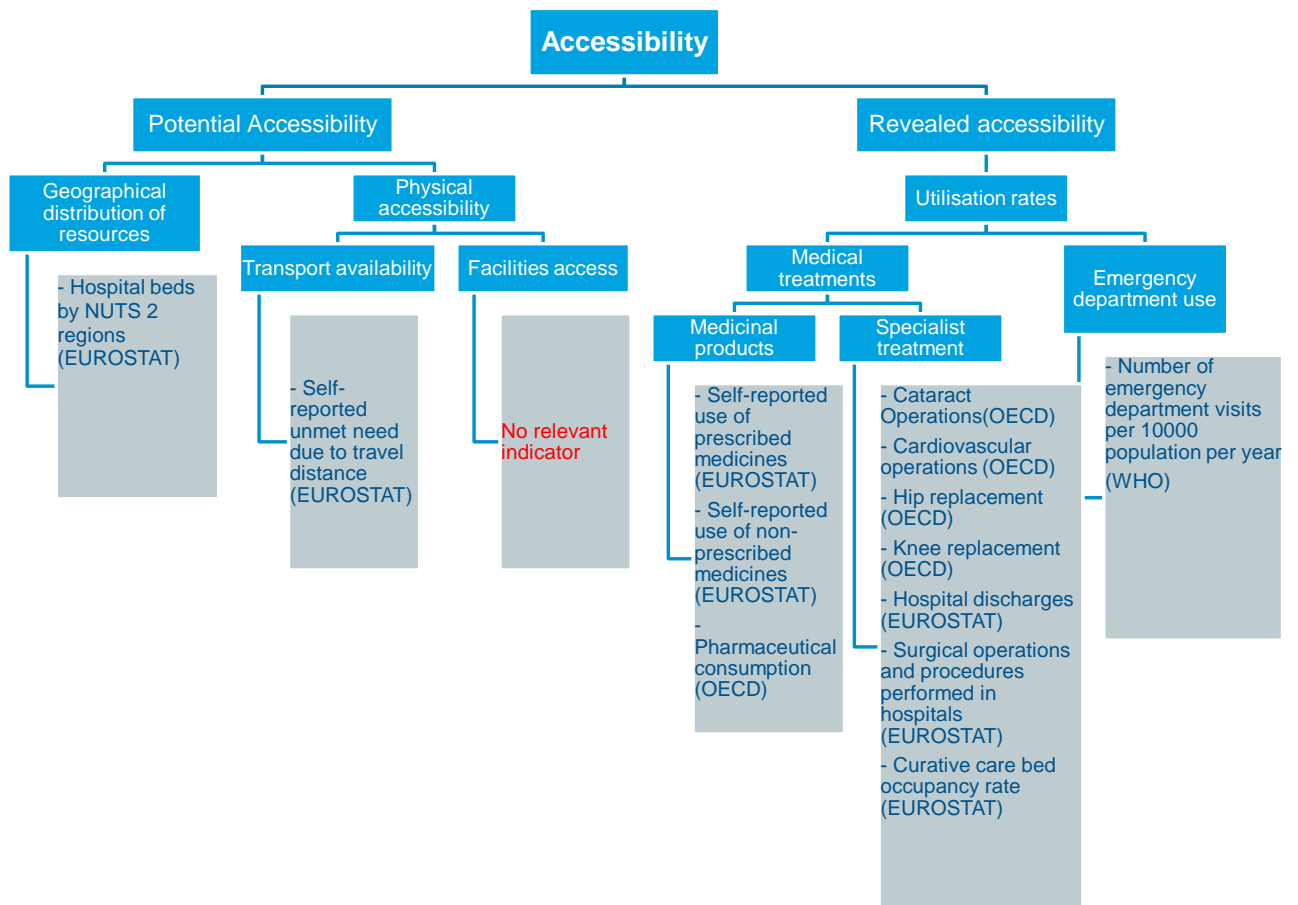 Accessibility
Potential Accessibility
Revealed accessibility
Geographical
distribution of
resources
Physical
accessibility
Utilisation rates
Transport availability
Facilities access
Medical
treatments
Emergency
department use
- Hospital beds
by NUTS 2
regions
(EUROSTAT)
- Self-
reported
unmet need
due to travel
distance
(EUROSTAT)
No relevant
indicator
Medicinal
products
Specialist
treatment
- Self-reported
use of
prescribed
medicines
(EUROSTAT)
- Self-reported
use of non-
prescribed
medicines
(EUROSTAT)
-
Pharmaceutical
consumption
(OECD)
- Cataract
Operations(OECD)
- Cardiovascular
operations (OECD)
- Hip replacement
(OECD)
- Knee replacement
(OECD)
- Hospital discharges
(EUROSTAT)
- Surgical operations
and procedures
performed in
hospitals
(EUROSTAT)
- Curative care bed
occupancy rate
(EUROSTAT)
- Number of
emergency
department visits
per 10000
population per year
(WHO)